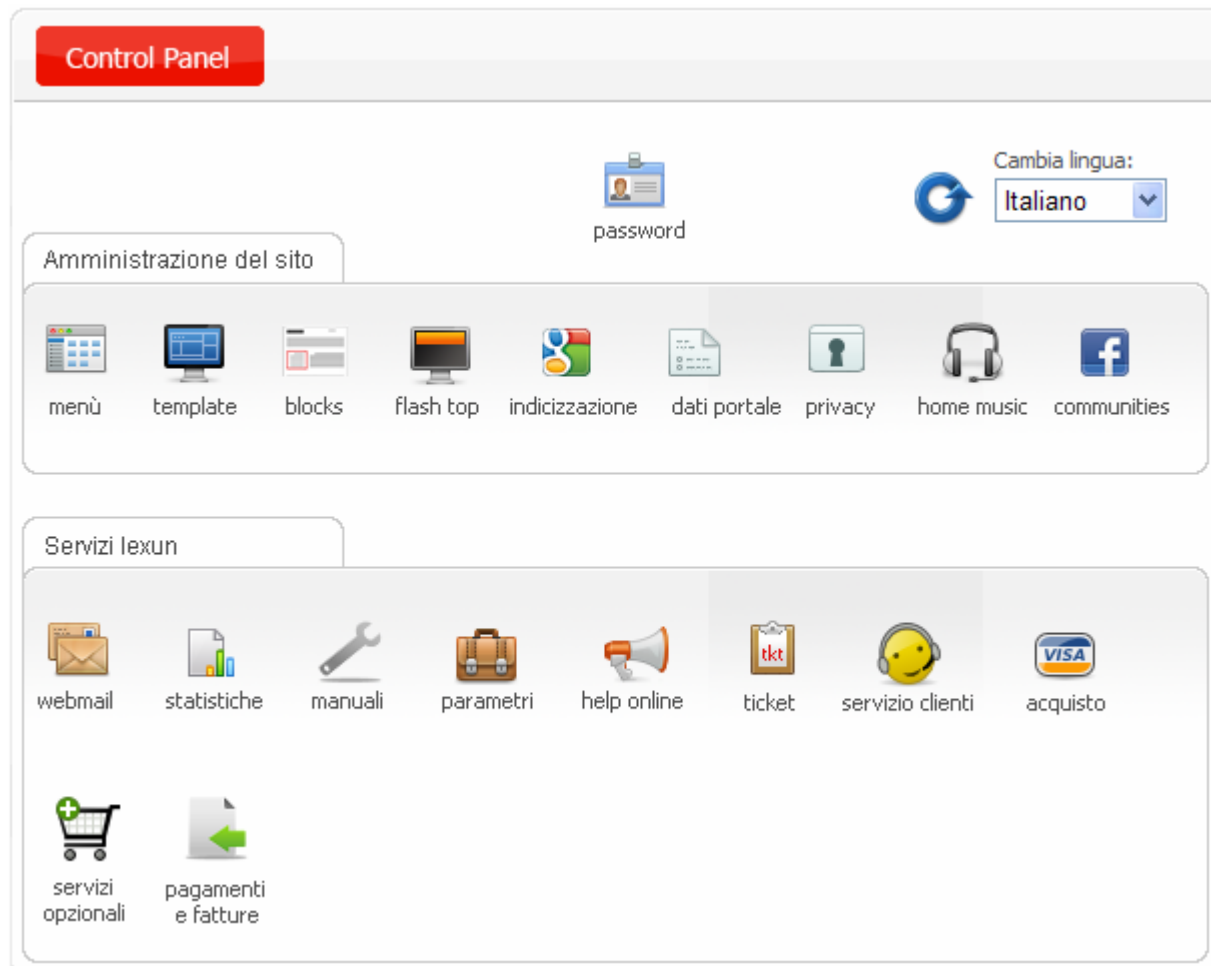 Control Panel
Cambia lingua:
Italiano
password
Amministrazione del sito
menù template blocks flash top indicizzazione dati portale privacy home music communities
Servizi lexun
tkt
VISA
webmail statistiche manuali parametri help online ticket servizio clienti acquisto
servizi
opzionali
pagamenti
e fatture